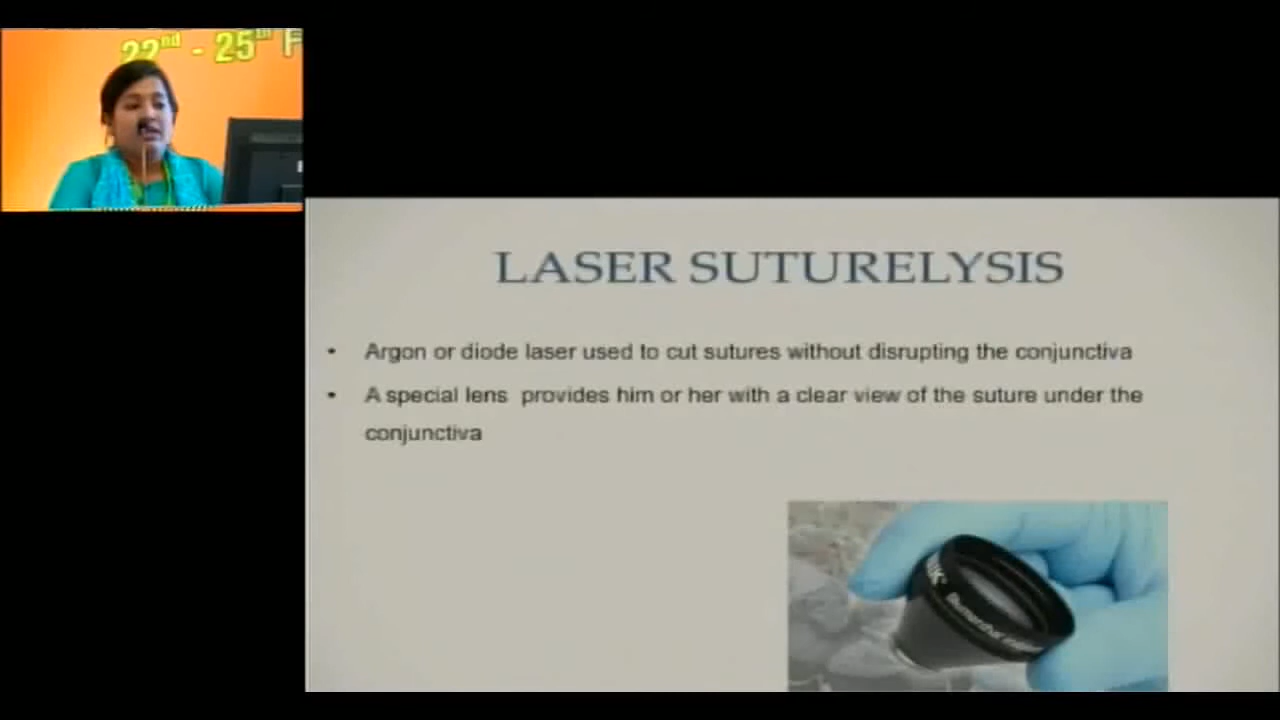 22nd - 25th F
LASER SUTURELYSIS
• Argon or diode laser used to cut sutures without disrupting the conjunctiva
• A special lens provides him or her with a clear view of the suture under the
conjunctiva
Blumenthal